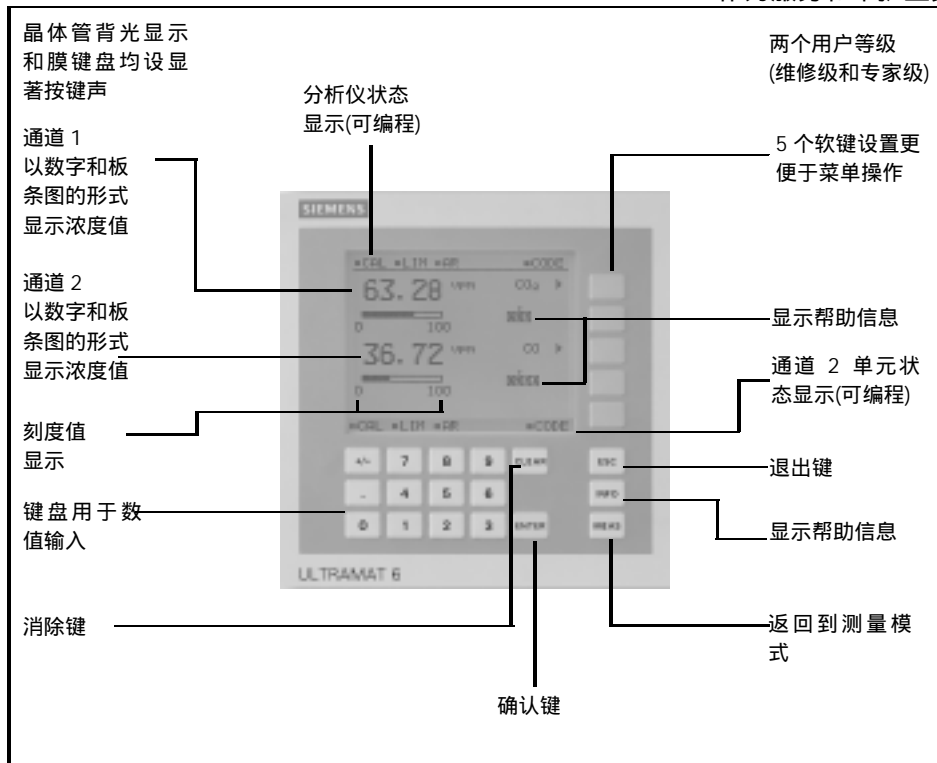 晶体管背光显示
和膜键盘均设显
著按键声
分析仪状态
显示(可编程)
两个用户等级
(维修级和专家级)
通道 1
以数字和板
条图的形式
显示浓度值
5 个软键设置更
便于菜单操作
SIEMENS
*CAL *LIM *AR *CODE
63.28 vpm CO₂
0 100
36.72 vpm CO
0 100
*CAL *LIM *AR *CODE
通道 2
以数字和板
条图的形式
显示浓度值
显示帮助信息
通道 2 单元状
态显示(可编程)
刻度值
显示
+/- 7 8 9 CLEAR ESC
. 4 5 6 INFO
0 1 2 3 ENTER MEAS
ULTRAMAT 6
退出键
键盘用于数
值输入
显示帮助信息
消除键
返回到测量模
式
确认键